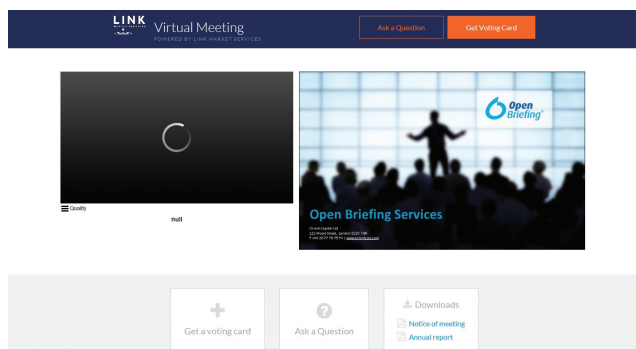 LINK
Virtual Meeting
POWERED BY LINK MARKET SERVICES
Ask a Question
Get Voting Card
Open
Briefing
Open Briefing Services
Quality
null
Get a voting card
Ask a Question
Downloads
Notice of meeting
Annual report